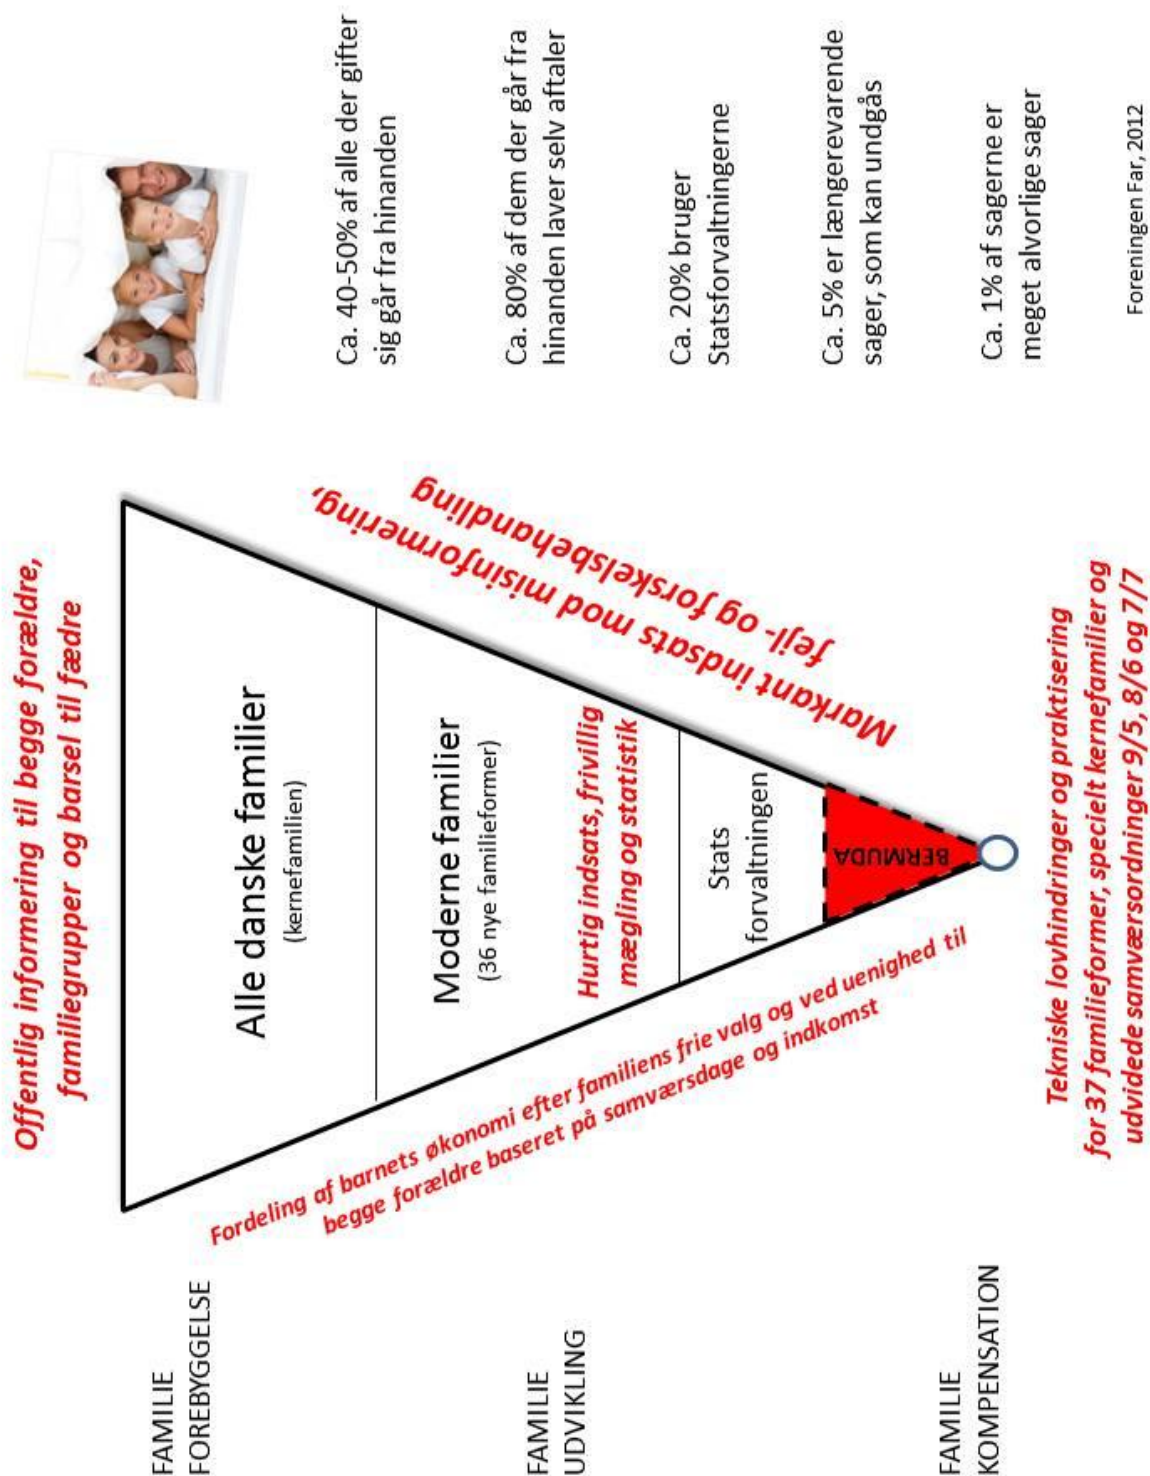 Offentlig informering til begge forældre,
familiegrupper og barsel til fædre
FAMILIE
FOREBYGGELSE
Alle danske familier
(kernefamilien)
Ca. 40-50% af alle der gifter
sig går fra hinanden
FAMILIE
UDVIKLING
Moderne familier
(36 nye familieformer)
Hurtig indsats, frivillig
mægling og statistik
Ca. 80% af dem der går fra
hinanden laver selv aftaler
Fordeling af barnets økonomi efter familiens frie valg og ved uenighed til
begge forældre baseret på samværsdage og indkomst
Markant indsats mod misinformering,
fejl- og forskelsbehandling
Stats
forvaltningen
Ca. 20% bruger
Statsforvaltningerne
BERMUDA
Ca. 5% er længerevarende
sager, som kan undgås
FAMILIE
KOMPENSATION
Ca. 1% af sagerne er
meget alvorlige sager
Tekniske lovhindringer og praktisering
for 37 familieformer, specielt kernefamilier og
udvidede samværsordninger 9/5, 8/6 og 7/7
Foreningen Far, 2012